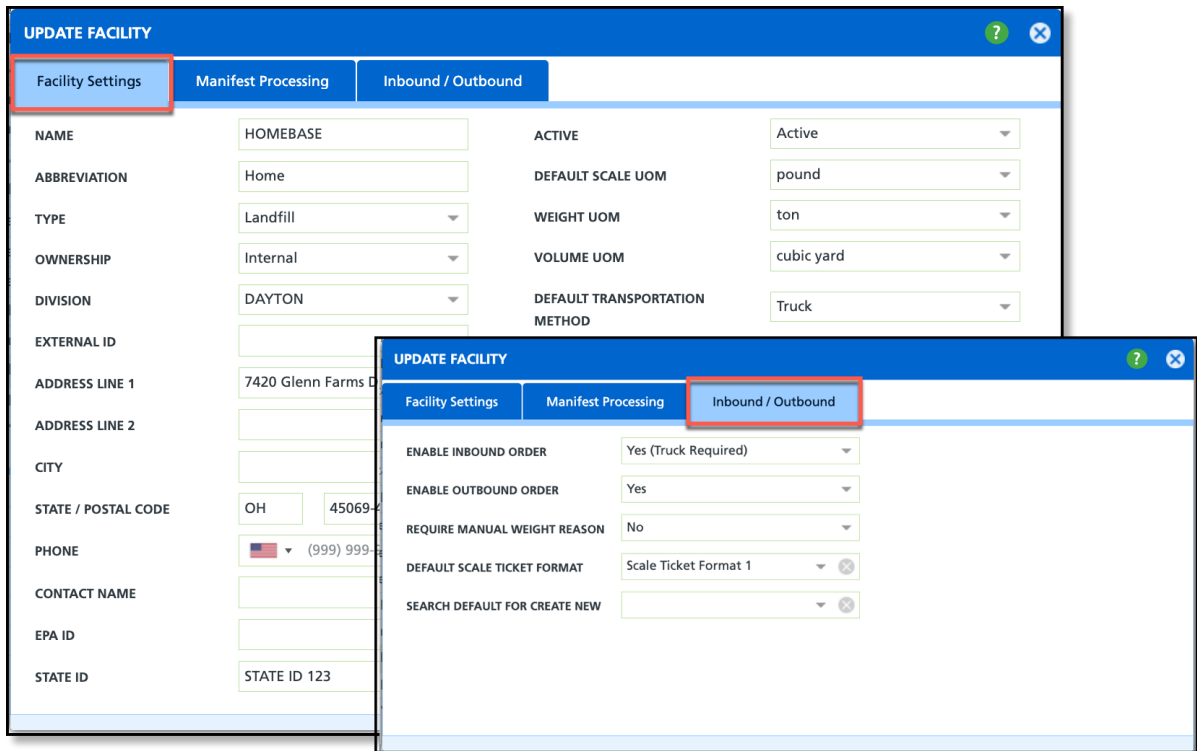 UPDATE FACILITY
?
Facility Settings Manifest Processing Inbound / Outbound
NAME HOMEBASE ACTIVE Active
ABBREVIATION Home DEFAULT SCALE UOM pound
TYPE Landfill WEIGHT UOM ton
OWNERSHIP Internal VOLUME UOM cubic yard
DIVISION DAYTON DEFAULT TRANSPORTATION
METHOD Truck
EXTERNAL ID
ADDRESS LINE 1 7420 Glenn Farms D
ADDRESS LINE 2
CITY
STATE / POSTAL CODE OH 45069-
PHONE (999) 999-
CONTACT NAME
EPA ID
STATE ID STATE ID 123
UPDATE FACILITY
?
Facility Settings Manifest Processing Inbound / Outbound
ENABLE INBOUND ORDER Yes (Truck Required)
ENABLE OUTBOUND ORDER Yes
REQUIRE MANUAL WEIGHT REASON No
DEFAULT SCALE TICKET FORMAT Scale Ticket Format 1
SEARCH DEFAULT FOR CREATE NEW